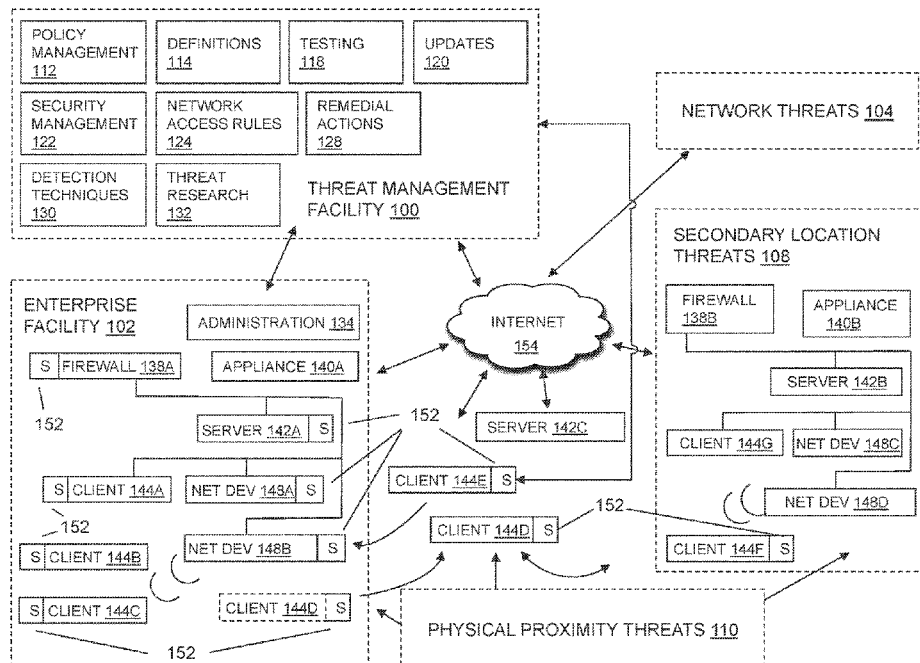 POLICY
MANAGEMENT
112
DEFINITIONS
114
TESTING
118
UPDATES
120
SECURITY
MANAGEMENT
122
NETWORK
ACCESS RULES
124
REMEDIAL
ACTIONS
128
DETECTION
TECHNIQUES
130
THREAT
RESEARCH
132
THREAT MANAGEMENT
FACILITY 100
NETWORK THREATS 104
ENTERPRISE
FACILITY 102
ADMINISTRATION 134
S FIREWALL 138A
APPLIANCE 140A
152
SERVER 142A S
152
S CLIENT 144A
NET DEV 148A S
152
S CLIENT 144B
NET DEV 148B S
S CLIENT 144C
CLIENT 144D S
152
INTERNET
154
SERVER 142C
CLIENT 144E S
CLIENT 144D S
152
SECONDARY LOCATION
THREATS 108
FIREWALL
138B
APPLIANCE
140B
SERVER 142B
CLIENT 144G
NET DEV 148C
NET DEV 148D
CLIENT 144F S
PHYSICAL PROXIMITY THREATS 110